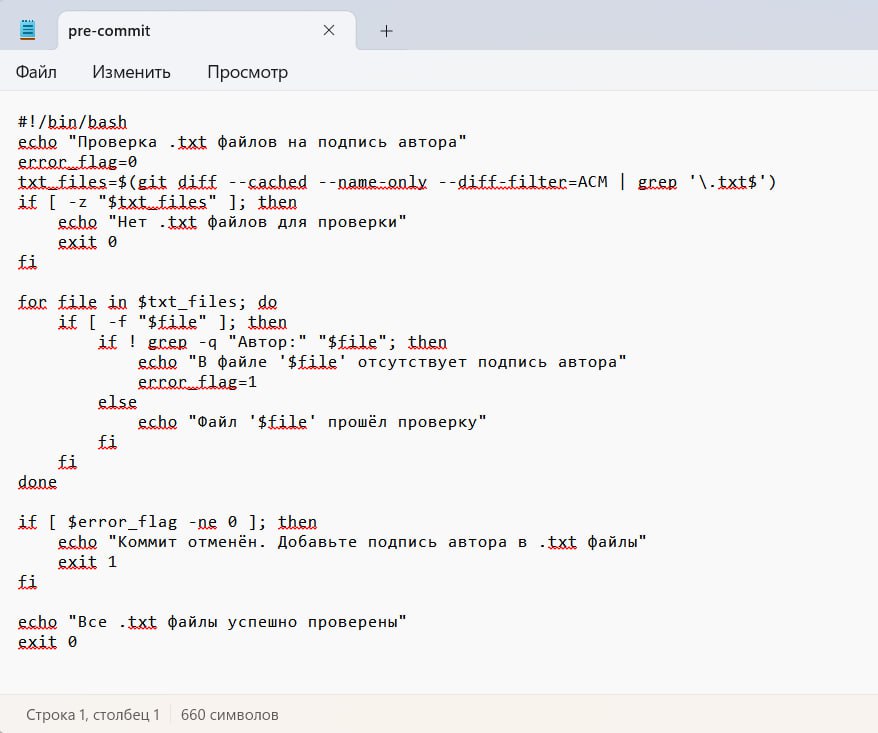 pre-commit
Файл Изменить Просмотр
#!/bin/bash
echo "Проверка .txt файлов на подпись автора"
error_flag=0
txt_files=$(git diff --cached --name-only --diff-filter=ACM | grep '\.txt$')
if [ -z "$txt_files" ]; then
    echo "Нет .txt файлов для проверки"
    exit 0
fi

for file in $txt_files; do
    if [ -f "$file" ]; then
        if ! grep -q "Автор:" "$file"; then
            echo "В файле '$file' отсутствует подпись автора"
            error_flag=1
        else
            echo "Файл '$file' прошёл проверку"
        fi
    fi
done

if [ $error_flag -ne 0 ]; then
    echo "Коммит отменён. Добавьте подпись автора в .txt файлы"
    exit 1
fi

echo "Все .txt файлы успешно проверены"
exit 0
Строка 1, столбец 1 660 символов